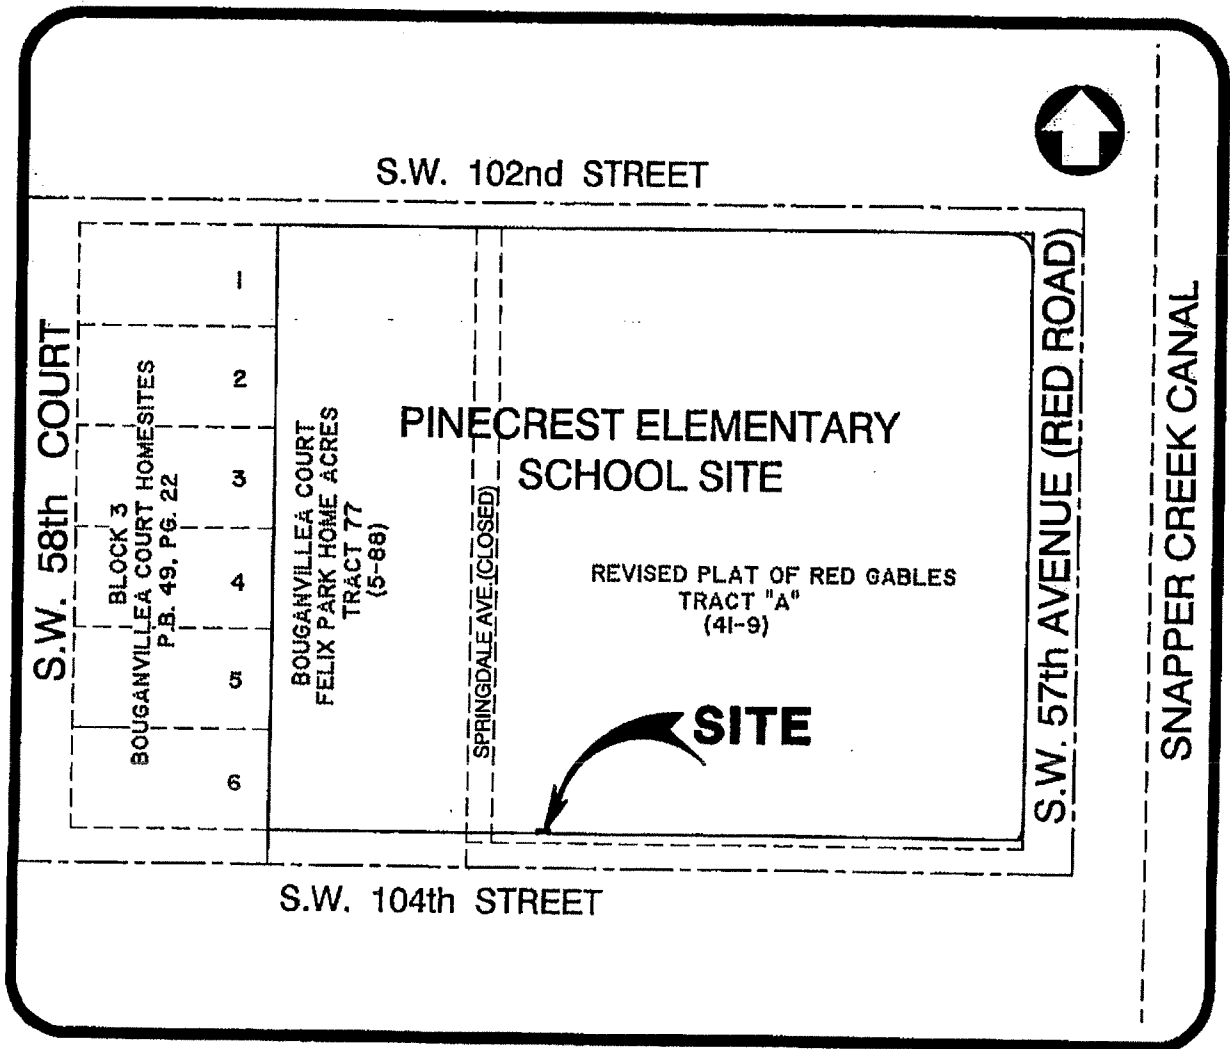 S.W. 102nd STREET
S.W. 58th COURT
1
2
3
4
5
6
BLOCK 3
BOUGANVILLEA COURT HOMESITES
P.B. 49, PG. 22
BOUGANVILLEA COURT
FELIX PARK HOME ACRES
TRACT 77
(5-88)
SPRINGDALE AVE.(CLOSED)
PINECREST ELEMENTARY
SCHOOL SITE
REVISED PLAT OF RED GABLES
TRACT "A"
(41-9)
SITE
S.W. 57th AVENUE (RED ROAD)
SNAPPER CREEK CANAL
S.W. 104th STREET